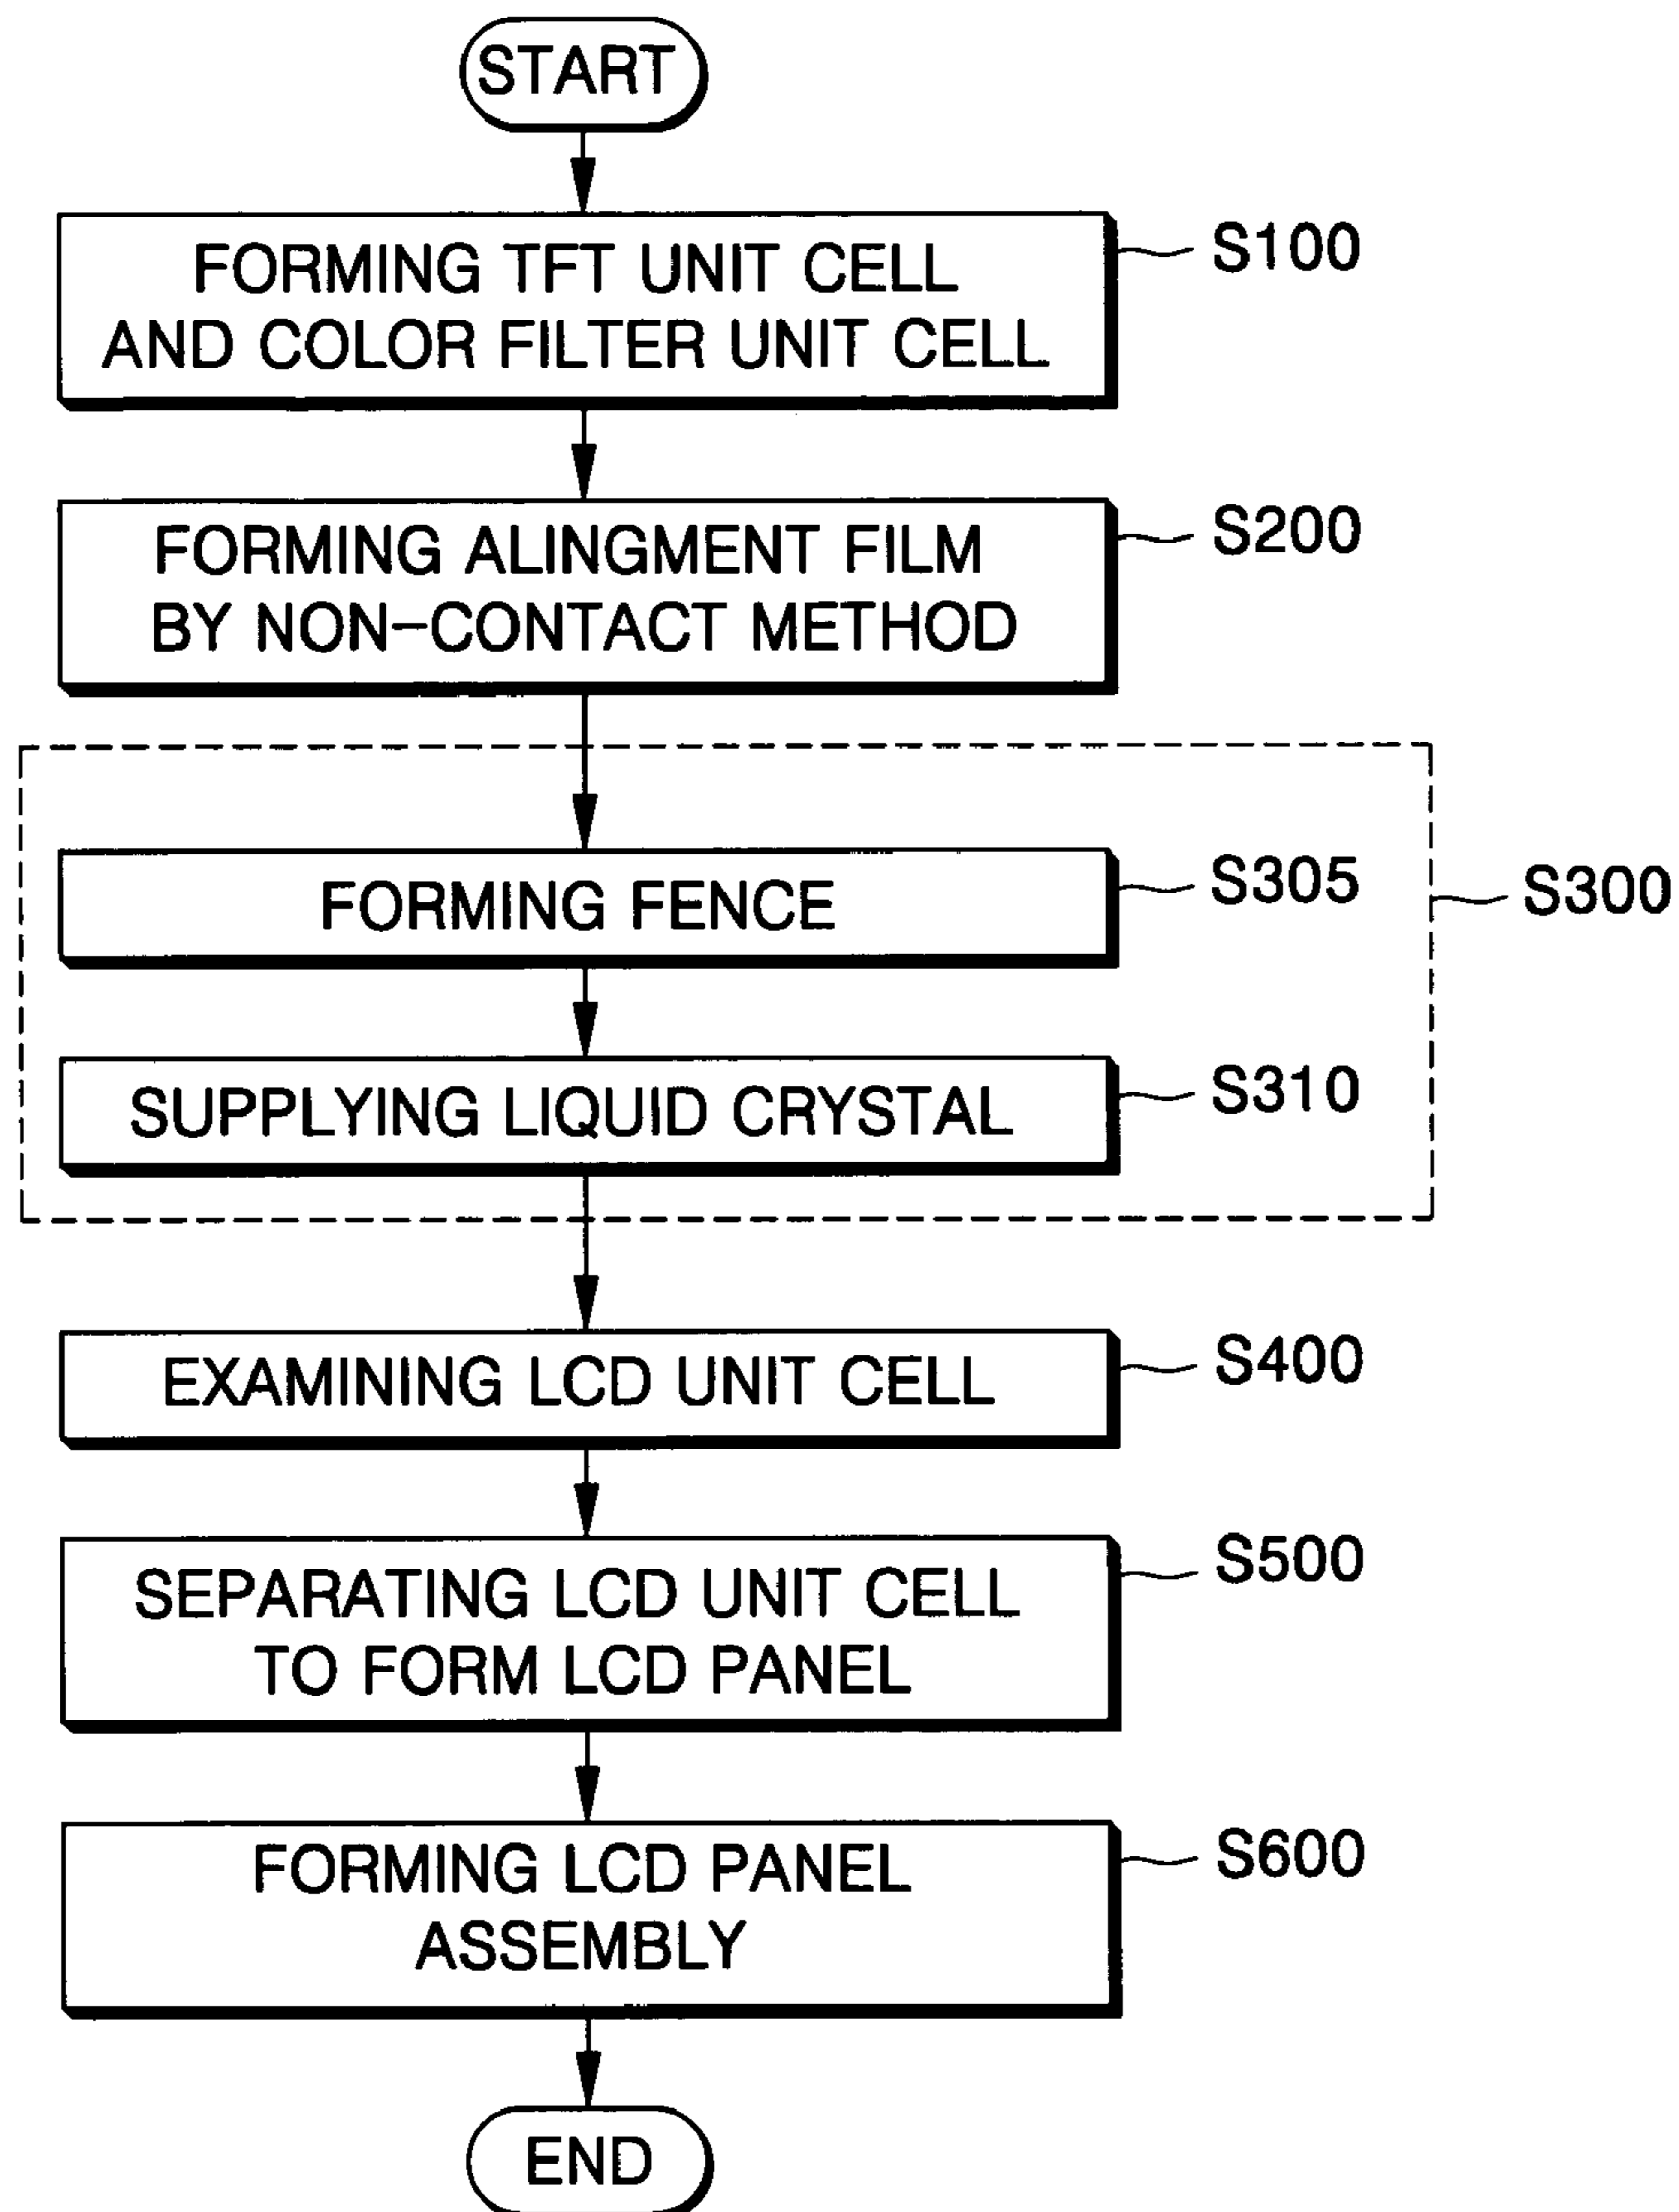 START
FORMING TFT UNIT CELL
AND COLOR FILTER UNIT CELL
S100
FORMING ALINGMENT FILM
BY NON-CONTACT METHOD
S200
FORMING FENCE
S305
S300
SUPPLYING LIQUID CRYSTAL
S310
EXAMINING LCD UNIT CELL
S400
SEPARATING LCD UNIT CELL
TO FORM LCD PANEL
S500
FORMING LCD PANEL
ASSEMBLY
S600
END